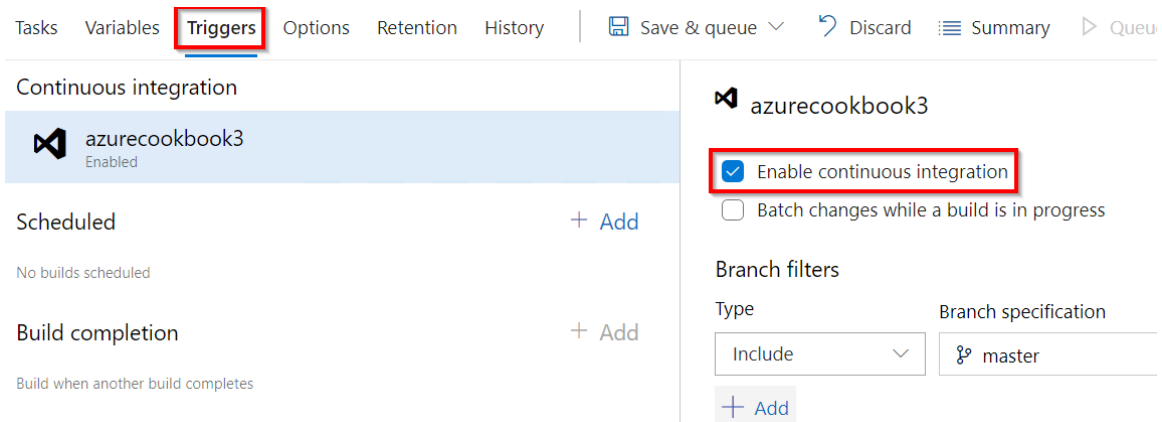 Tasks Variables Triggers Options Retention History Save & queue Discard Summary
Continuous integration
azurecookbook3
Enabled
Scheduled + Add
No builds scheduled
Build completion + Add
Build when another build completes
azurecookbook3
Enable continuous integration
Batch changes while a build is in progress
Branch filters
Type Branch specification
Include master
+ Add